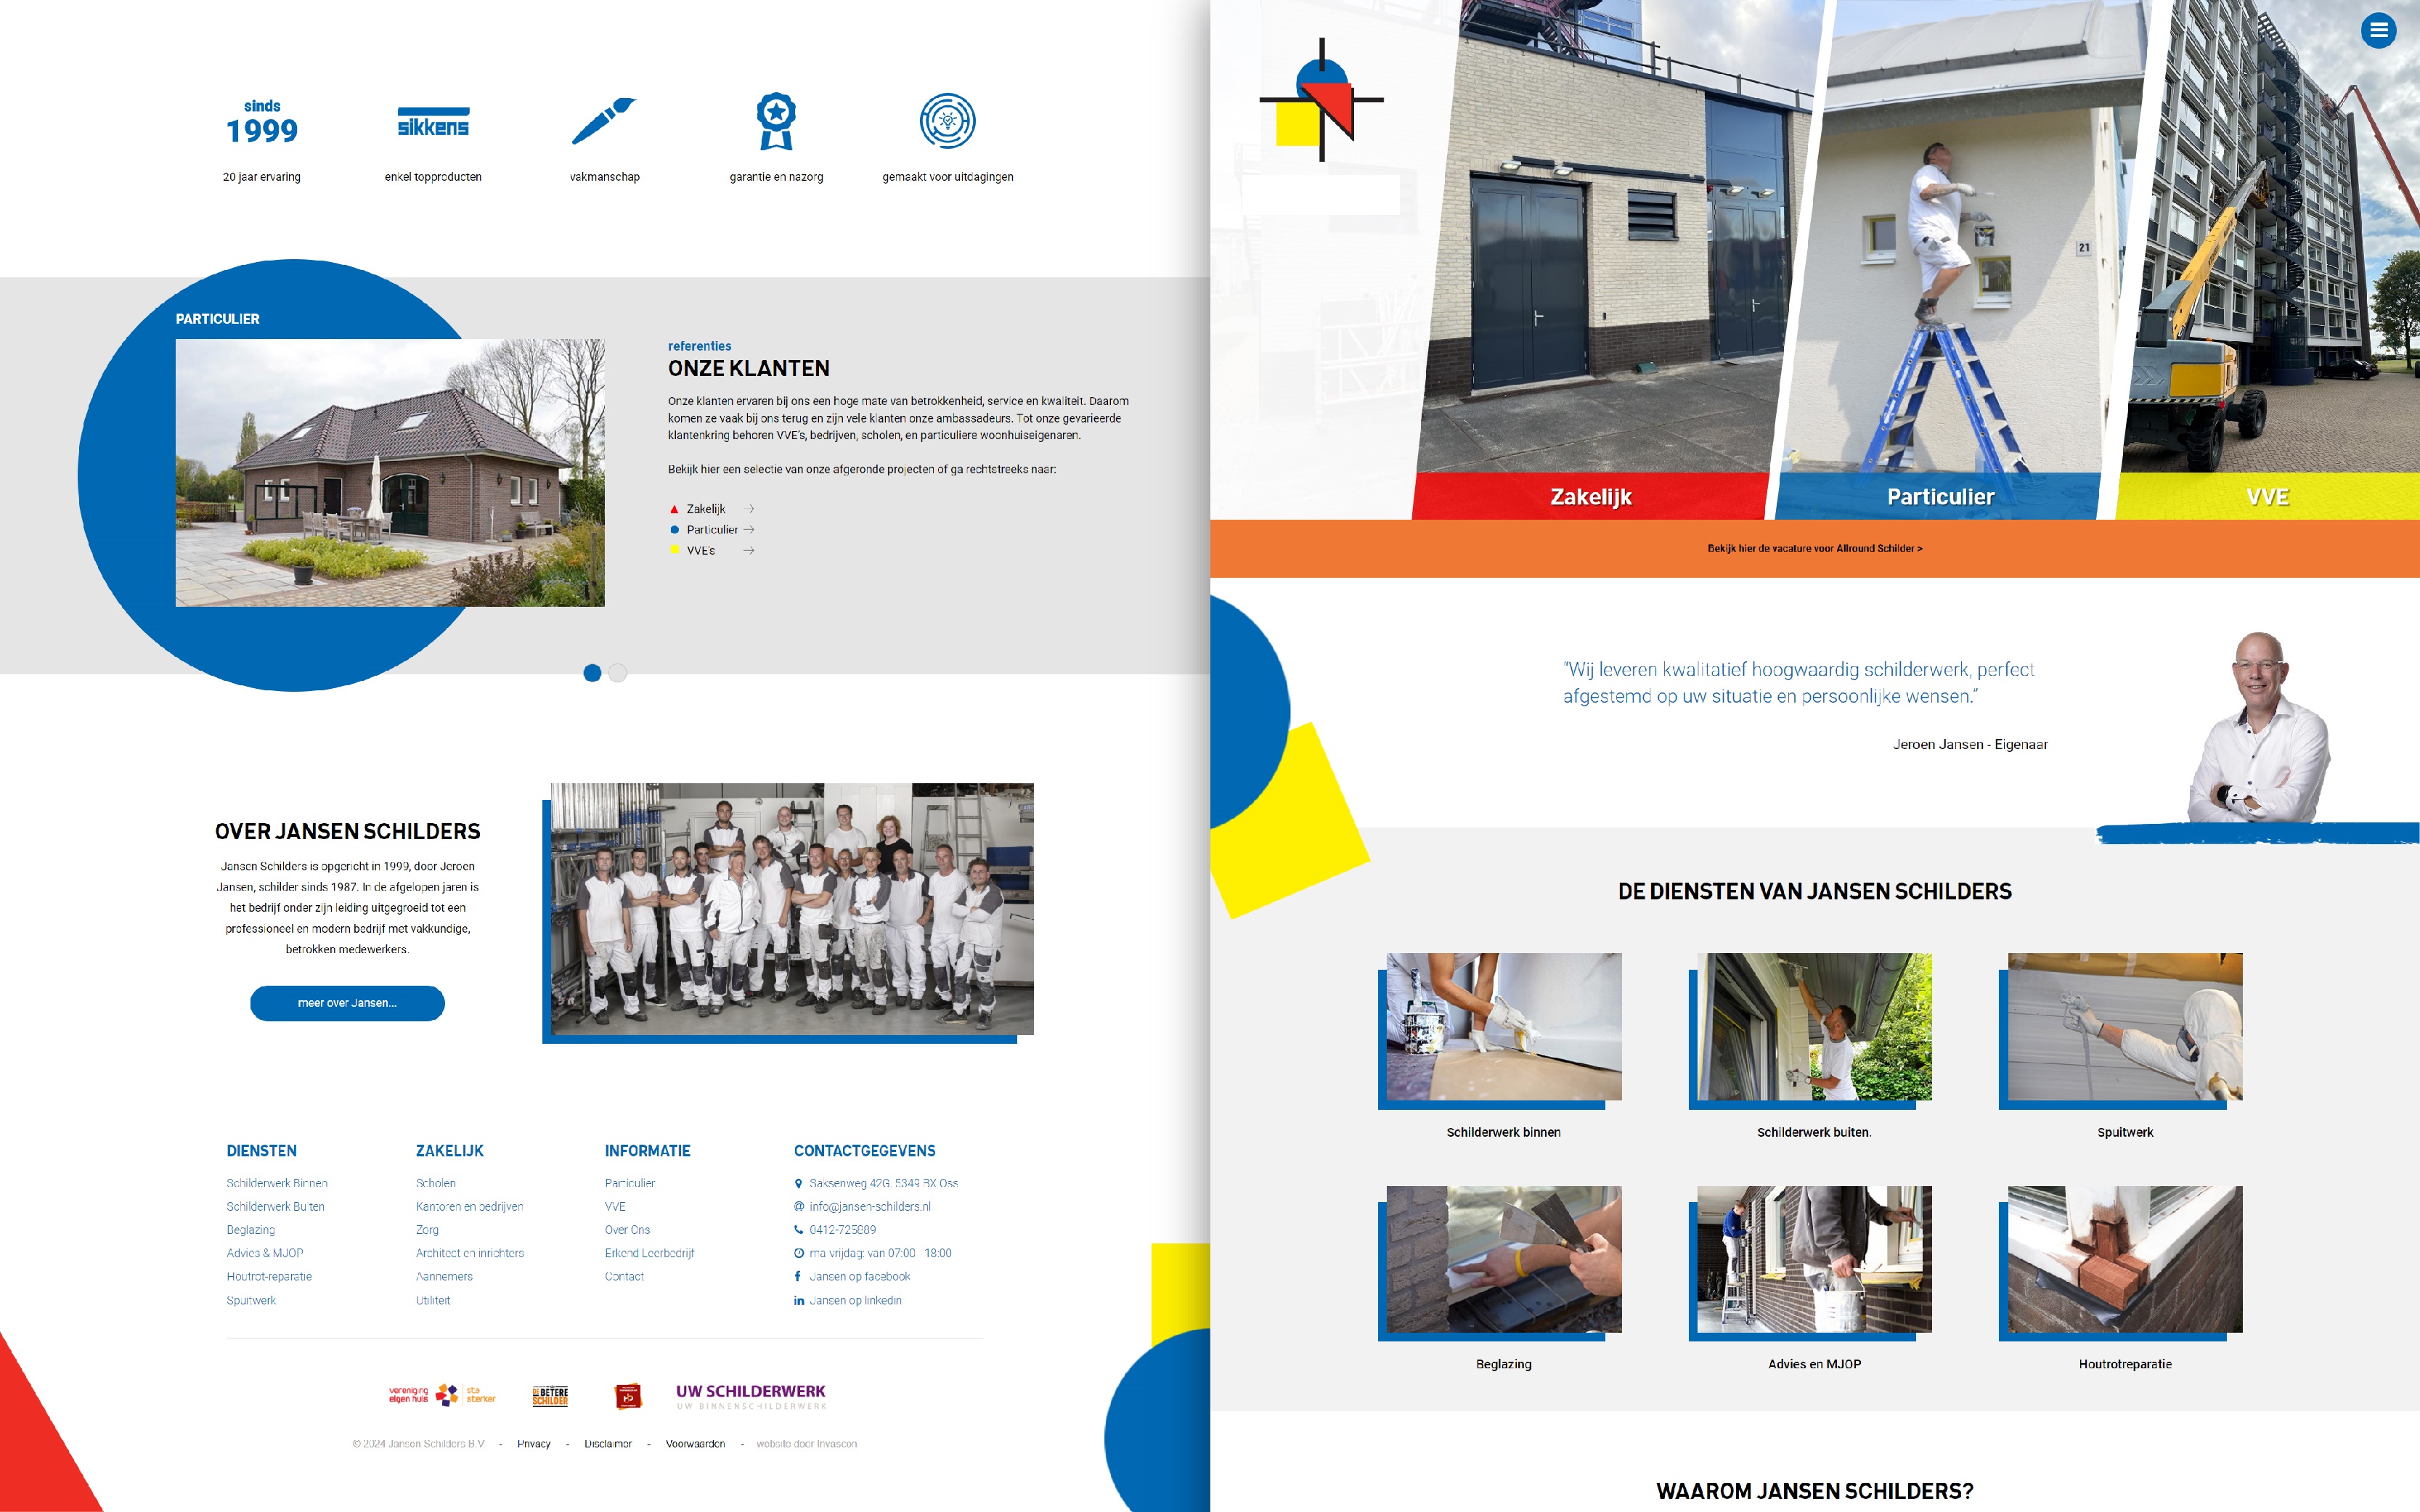 sinds
1999
20 jaar ervaring
sikkens
enkel topproducten
vakmanschap
garantie en nazorg
gemaakt voor uitdagingen
PARTICULIER
referenties
ONZE KLANTEN
Onze klanten ervaren bij ons een hoge mate van betrokkenheid, service en kwaliteit. Daarom
komen ze vaak bij ons terug en zijn vele klanten onze ambassadeurs. Tot onze gevarieerde
klantenkring behoren VVE's, bedrijven, scholen, en particuliere woonhuiseigenaren.
Bekijk hier een selectie van onze afgeronde projecten of ga rechtstreeks naar:
Zakelijk
Particulier
VVE's
OVER JANSEN SCHILDERS
Jansen Schilders is opgericht in 1999, door Jeroen
Jansen, schilder sinds 1987. In de afgelopen jaren is
het bedrijf onder zijn leiding uitgegroeid tot een
professioneel en modern bedrijf met vakkundige,
betrokken medewerkers.
meer over Jansen...
DIENSTEN
Schilderwerk Binnen
Schilderwerk Buiten
Beglazing
Advies & MJOP
Houtrot-reparatie
Spuitwerk
ZAKELIJK
Scholen
Kantoren en bedrijven
Zorg
Architect en inrichters
Aannemers
Utiliteit
INFORMATIE
Particulier
VVE
Over Ons
Erkend Leerbedrijf
Contact
CONTACTGEGEVENS
Saksenweg 42G, 5349 BX Oss
info@jansen-schilders.nl
0412-725889
ma-vrijdag: van 07:00 - 18:00
Jansen op facebook
Jansen op linkedin
vereniging
eigen huis
sta
sterker
DE BETERE
SCHILDER
UW SCHILDERWERK
UW BINNENSCHILDERWERK
© 2024 Jansen Schilders B.V. - Privacy - Disclaimer - Voorwaarden - website door Invascon
21
Zakelijk
Particulier
VVE
Bekijk hier de vacature voor Allround Schilder >
"Wij leveren kwalitatief hoogwaardig schilderwerk, perfect
afgestemd op uw situatie en persoonlijke wensen."
Jeroen Jansen - Eigenaar
DE DIENSTEN VAN JANSEN SCHILDERS
Schilderwerk binnen
Schilderwerk buiten.
Spuitwerk
Beglazing
Advies en MJOP
Houtrotreparatie
WAAROM JANSEN SCHILDERS?